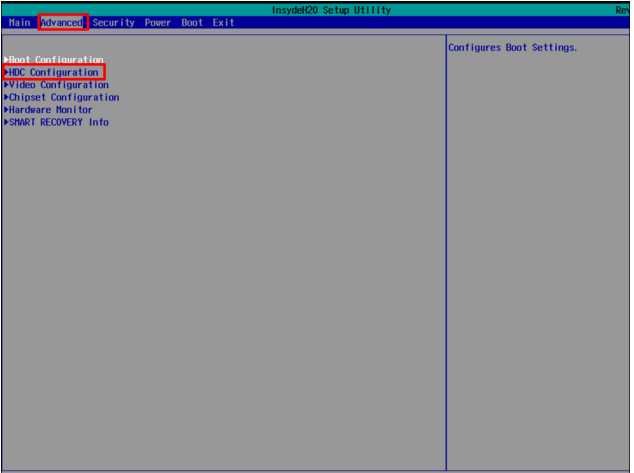 InsydeH20 Setup Utility Rev
Main Advanced Security Power Boot Exit
Configures Boot Settings.
▶Boot Configuration
▶HDC Configuration
▶Video Configuration
▶Chipset Configuration
▶Hardware Monitor
▶SMART RECOVERY Info